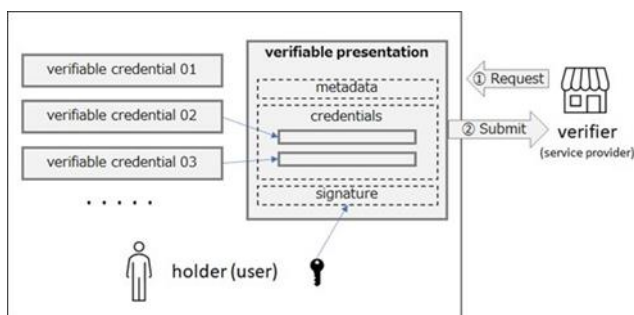 verifiable presentation
verifiable credential 01
metadata
① Request
credentials
verifiable credential 02
② Submit
verifier
(service provider)
verifiable credential 03
signature
. . . . .
holder (user)